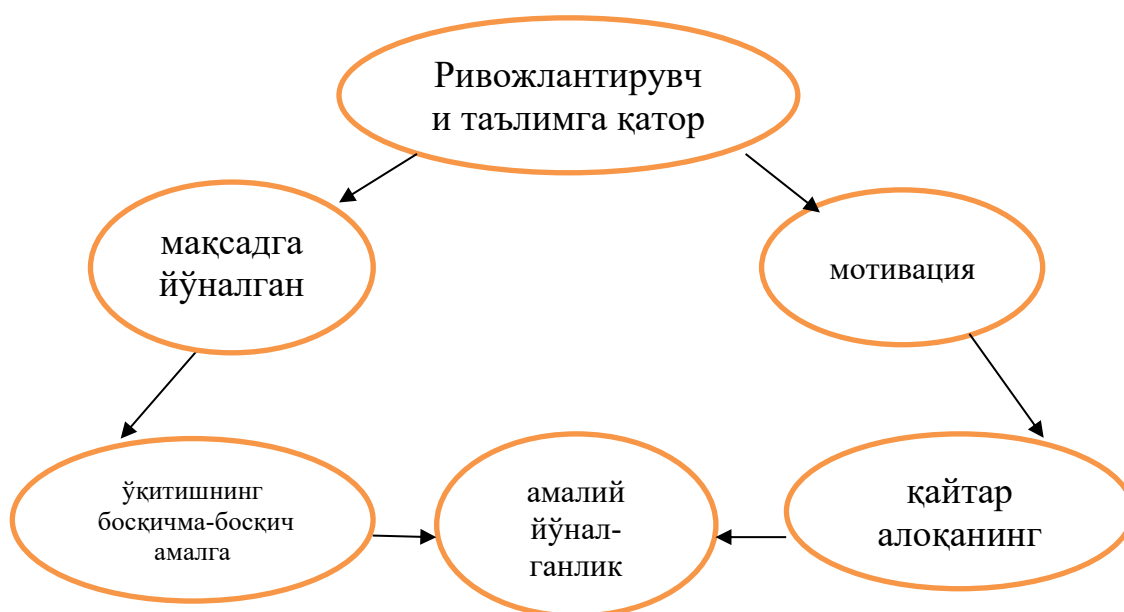 Ривожлантирувч
и таълимга қатор
мақсадга
йўналган
мотивация
ўқитишнинг
босқичма-босқич
амалга
амалий
йўнал-
ганлик
қайтар
алоқанинг